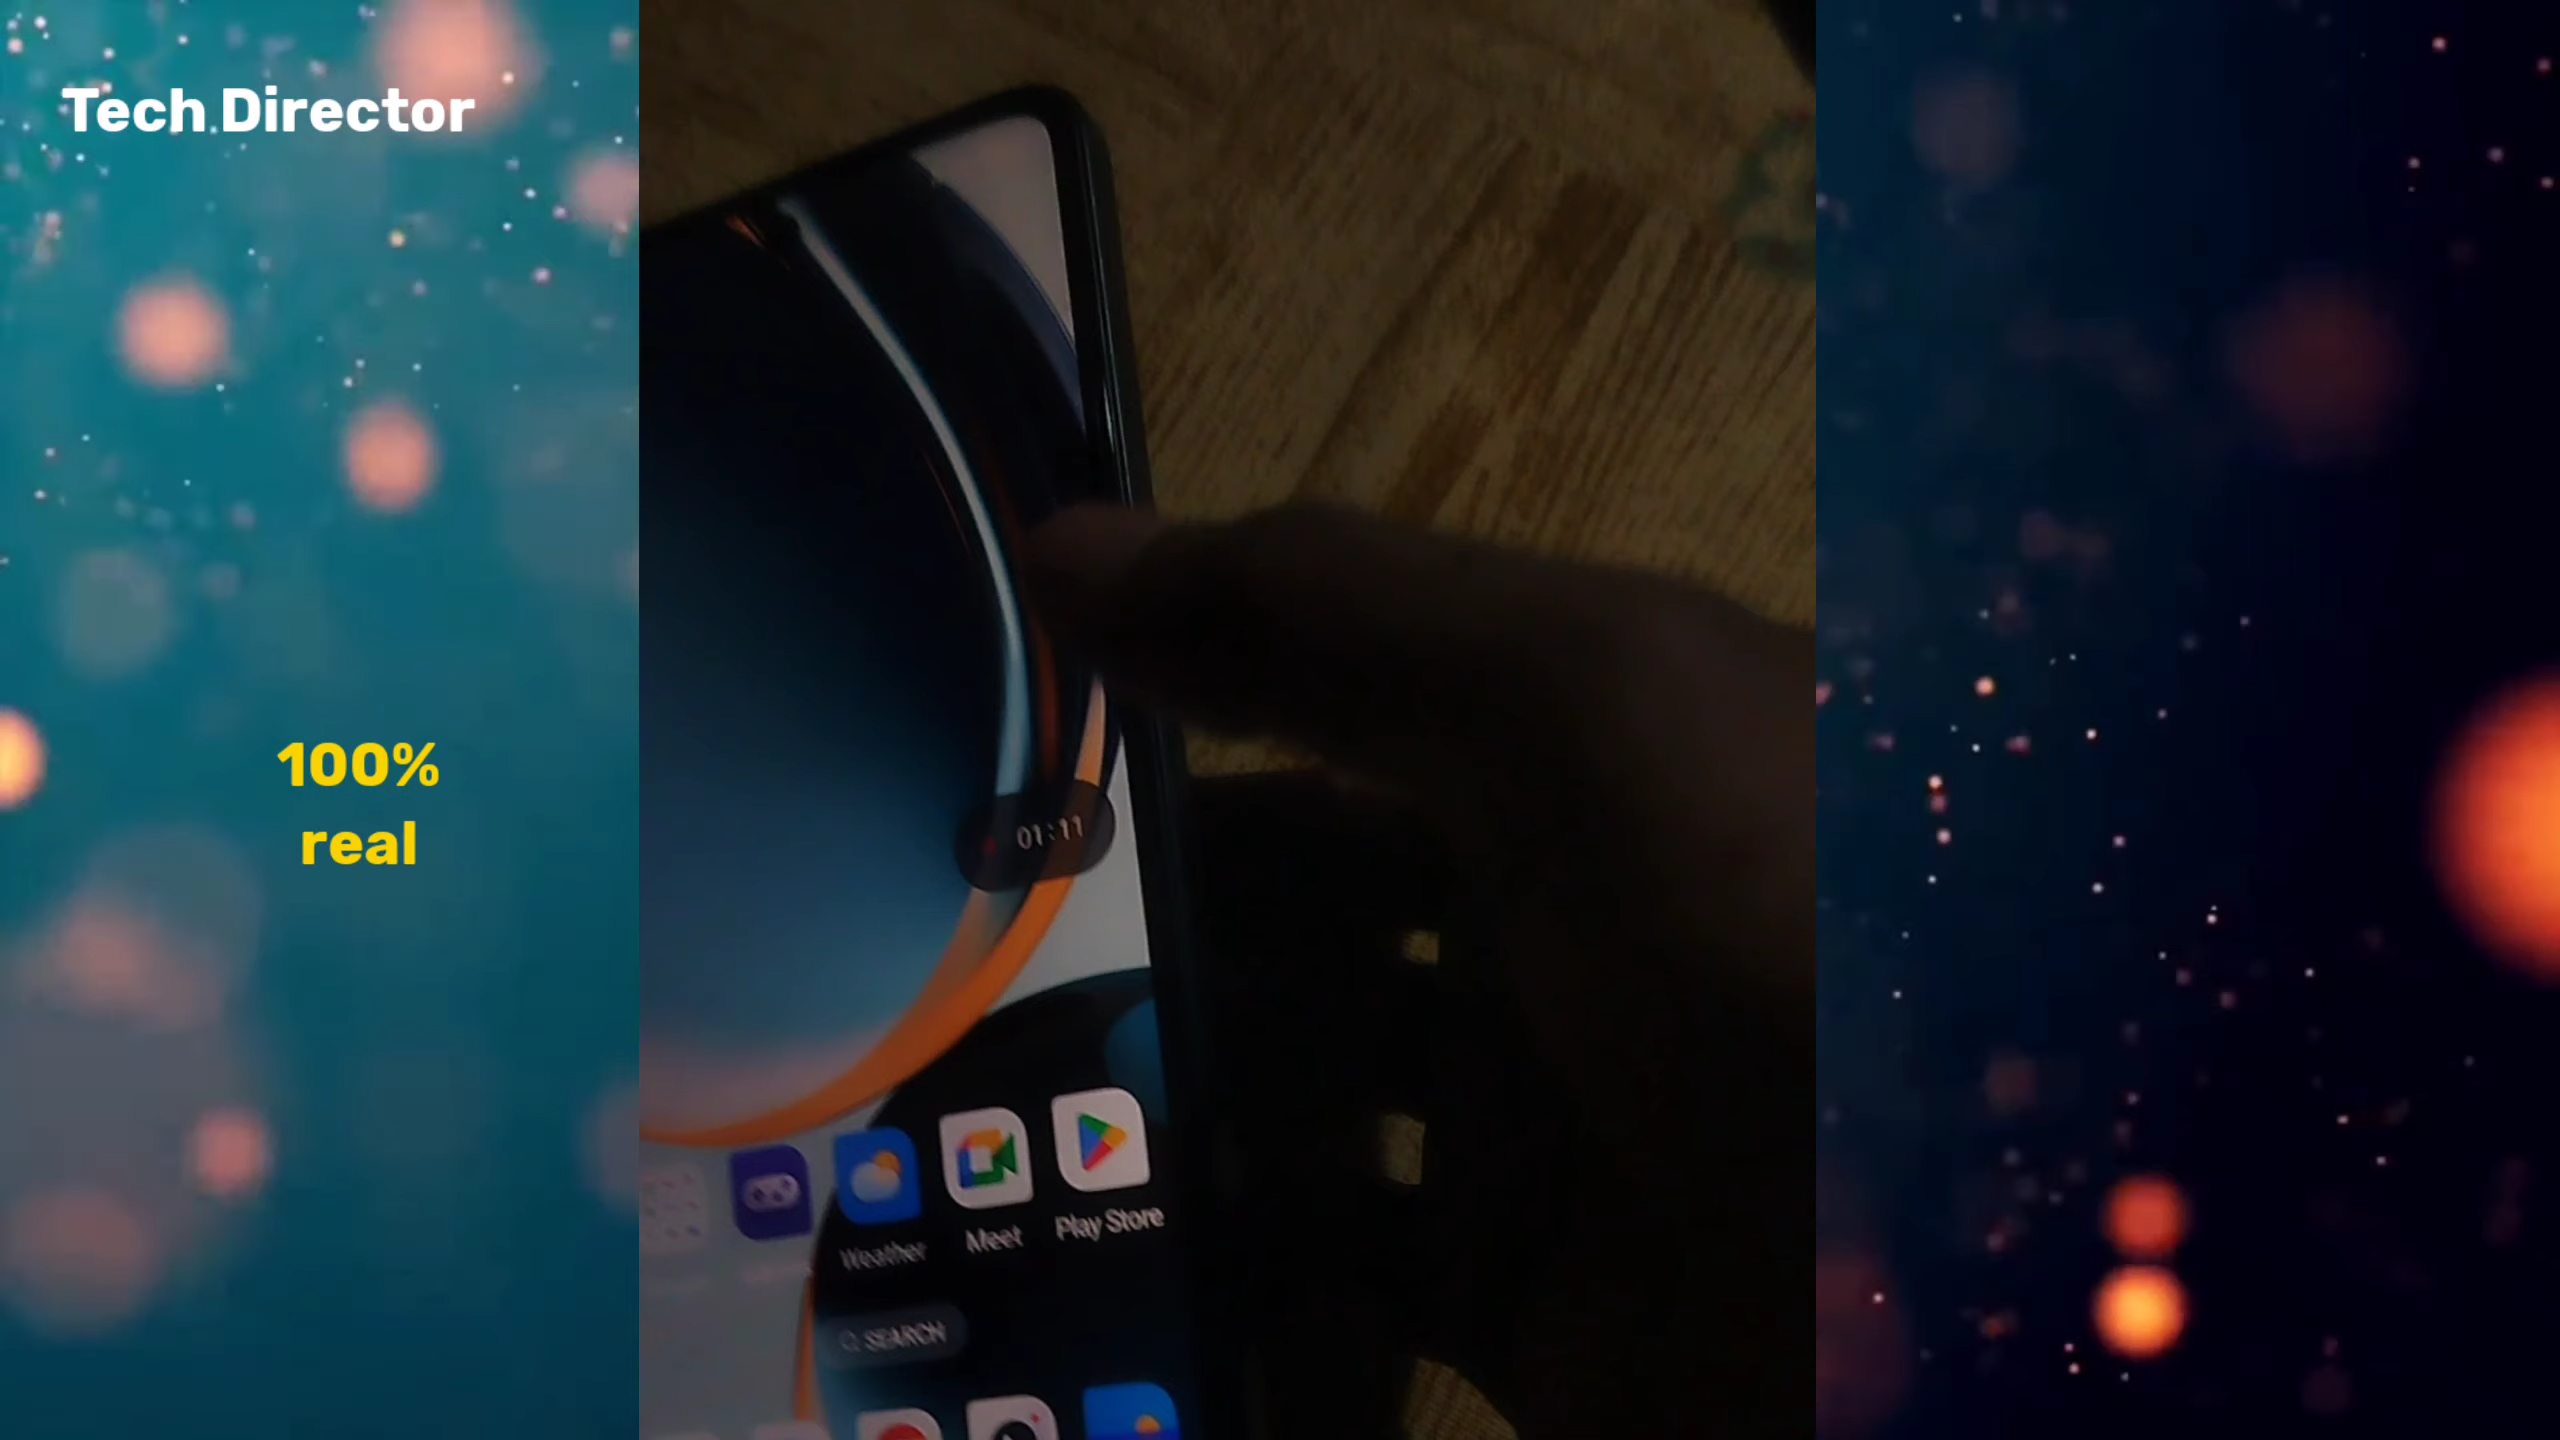 Tech Director
100%
real
01:11
Weather
Meet
Play Store
SEARCH